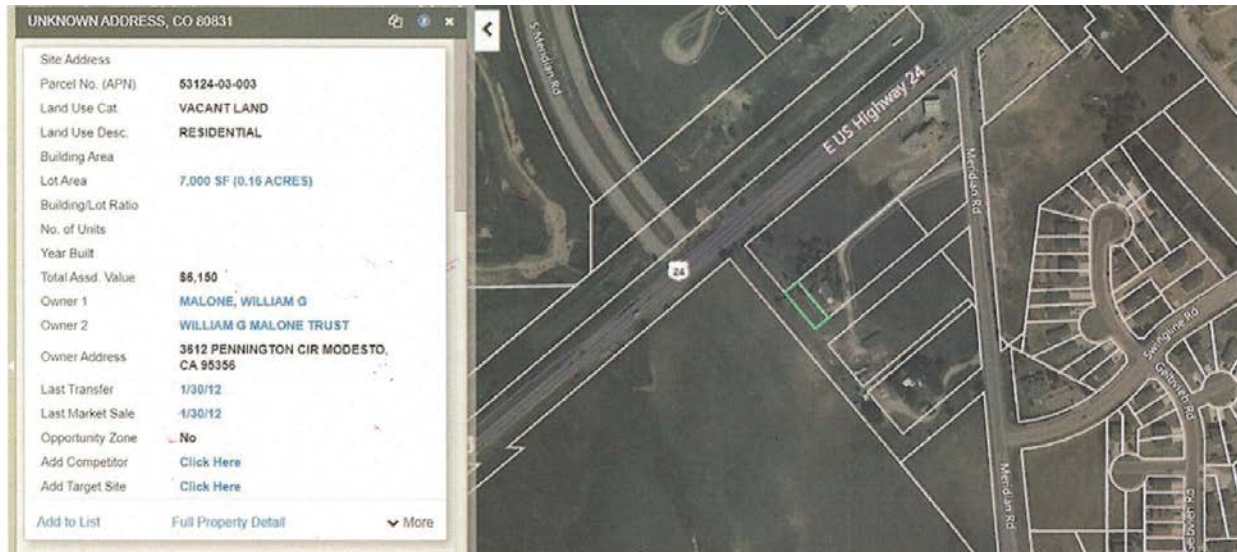 UNKNOWN ADDRESS, CO 80831
Site Address
Parcel No. (APN) 53124-03-003
Land Use Cat. VACANT LAND
Land Use Desc. RESIDENTIAL
Building Area
Lot Area 7,000 SF (0.16 ACRES)
Building/Lot Ratio
No. of Units
Year Built
Total Assd. Value $6,150
Owner 1 MALONE, WILLIAM G
Owner 2 WILLIAM G MALONE TRUST
Owner Address 3612 PENNINGTON CIR MODESTO,
CA 95356
Last Transfer 1/30/12
Last Market Sale 1/30/12
Opportunity Zone No
Add Competitor Click Here
Add Target Site Click Here
Add to List Full Property Detail More
S Meridian Rd
E US Highway 24
24
Meridian Rd
Meridian Rd
Swingline Rd
Gelbvieh Rd
Gelbvieh Rd